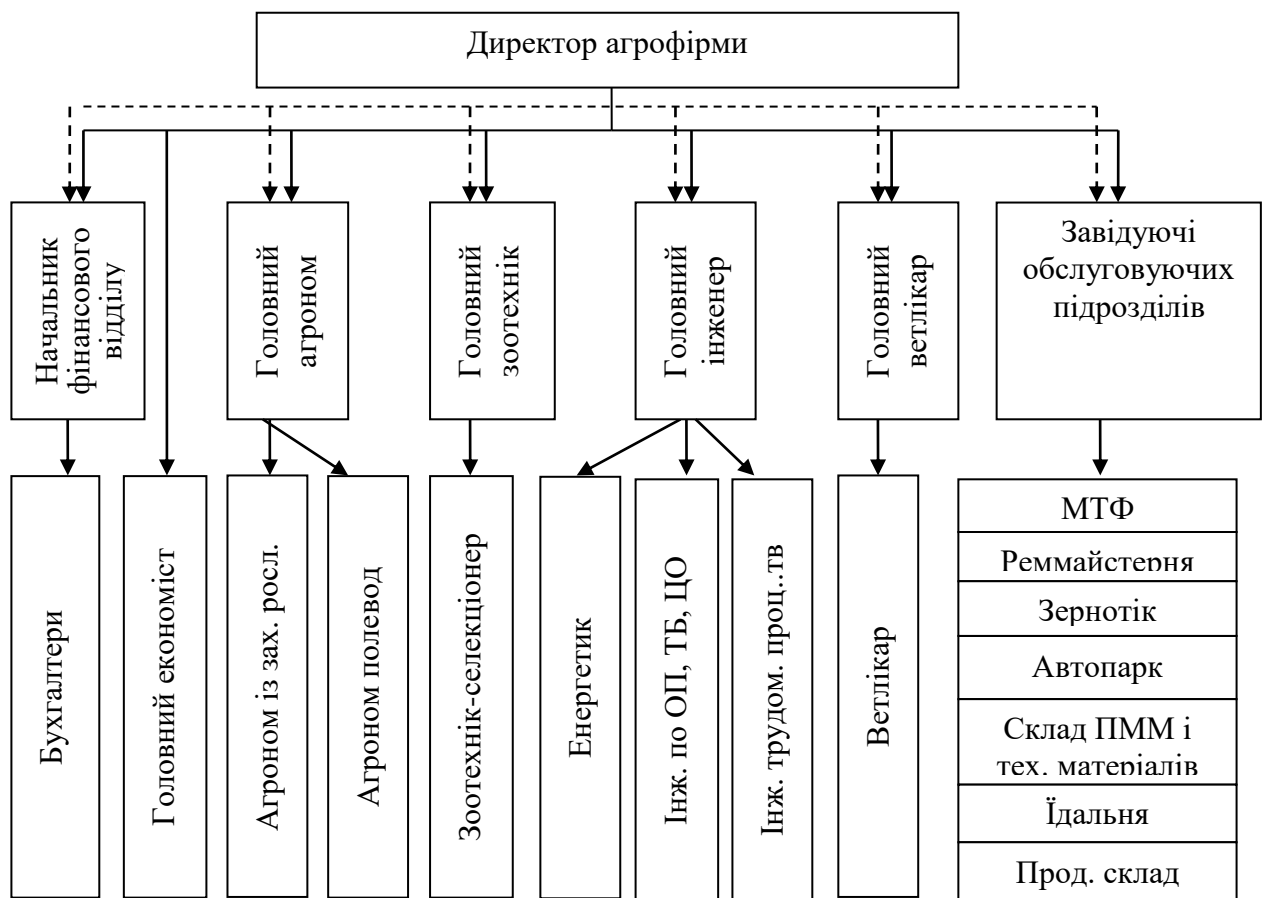 Директор агрофірми
Начальник
фінансового
відділу
Головний
агроном
Головний
зоотехнік
Головний
інженер
Головний
ветлікар
Завідуючі
обслуговуючих
підрозділів
Бухгалтери
Головний економіст
Агроном із зах. росл.
Агроном полевод
Зоотехнік-селекціонер
Енергетик
Інж. по ОП, ТБ, ЦО
Інж. трудом. проц..тв
Ветлікар
МТФ
Реммайстерня
Зернотік
Автопарк
Склад ПММ і
тех. матеріалів
Їдальня
Прод. склад